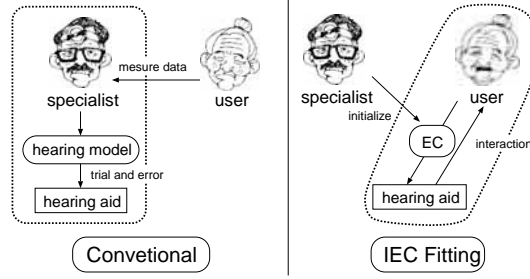 mesure data
specialist
user
hearing model
trial and error
hearing aid
Convetional
specialist
user
initialize
EC
interaction
hearing aid
IEC Fitting